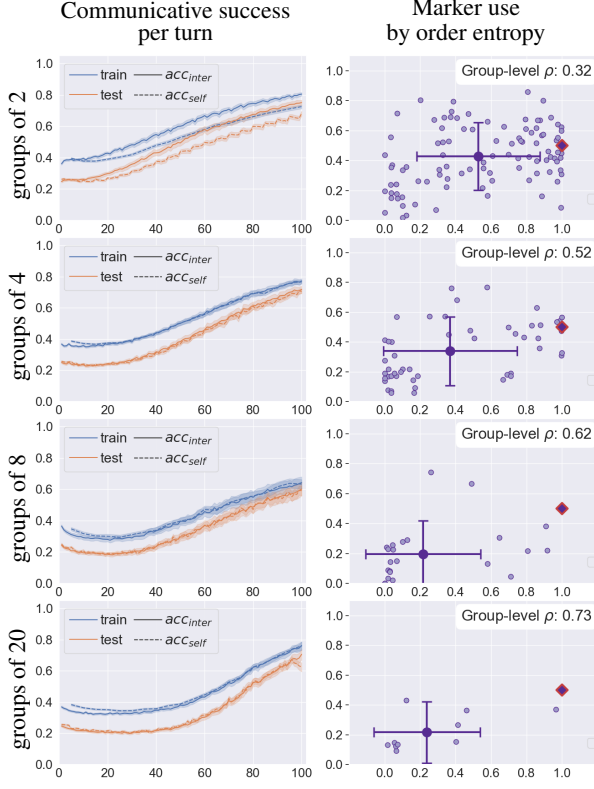 Communicative success
per turn
Marker use
by order entropy
groups of 2
1.0
0.8
0.6
0.4
0.2
0.0
train
test
acc_inter
acc_self
0 20 40 60 80 100
1.0
0.8
0.6
0.4
0.2
0.0
Group-level ρ: 0.32
0.0 0.2 0.4 0.6 0.8 1.0
groups of 4
1.0
0.8
0.6
0.4
0.2
0.0
train
test
acc_inter
acc_self
0 20 40 60 80 100
1.0
0.8
0.6
0.4
0.2
0.0
Group-level ρ: 0.52
0.0 0.2 0.4 0.6 0.8 1.0
groups of 8
1.0
0.8
0.6
0.4
0.2
0.0
train
test
acc_inter
acc_self
0 20 40 60 80 100
1.0
0.8
0.6
0.4
0.2
0.0
Group-level ρ: 0.62
0.0 0.2 0.4 0.6 0.8 1.0
groups of 20
1.0
0.8
0.6
0.4
0.2
0.0
train
test
acc_inter
acc_self
0 20 40 60 80 100
1.0
0.8
0.6
0.4
0.2
0.0
Group-level ρ: 0.73
0.0 0.2 0.4 0.6 0.8 1.0